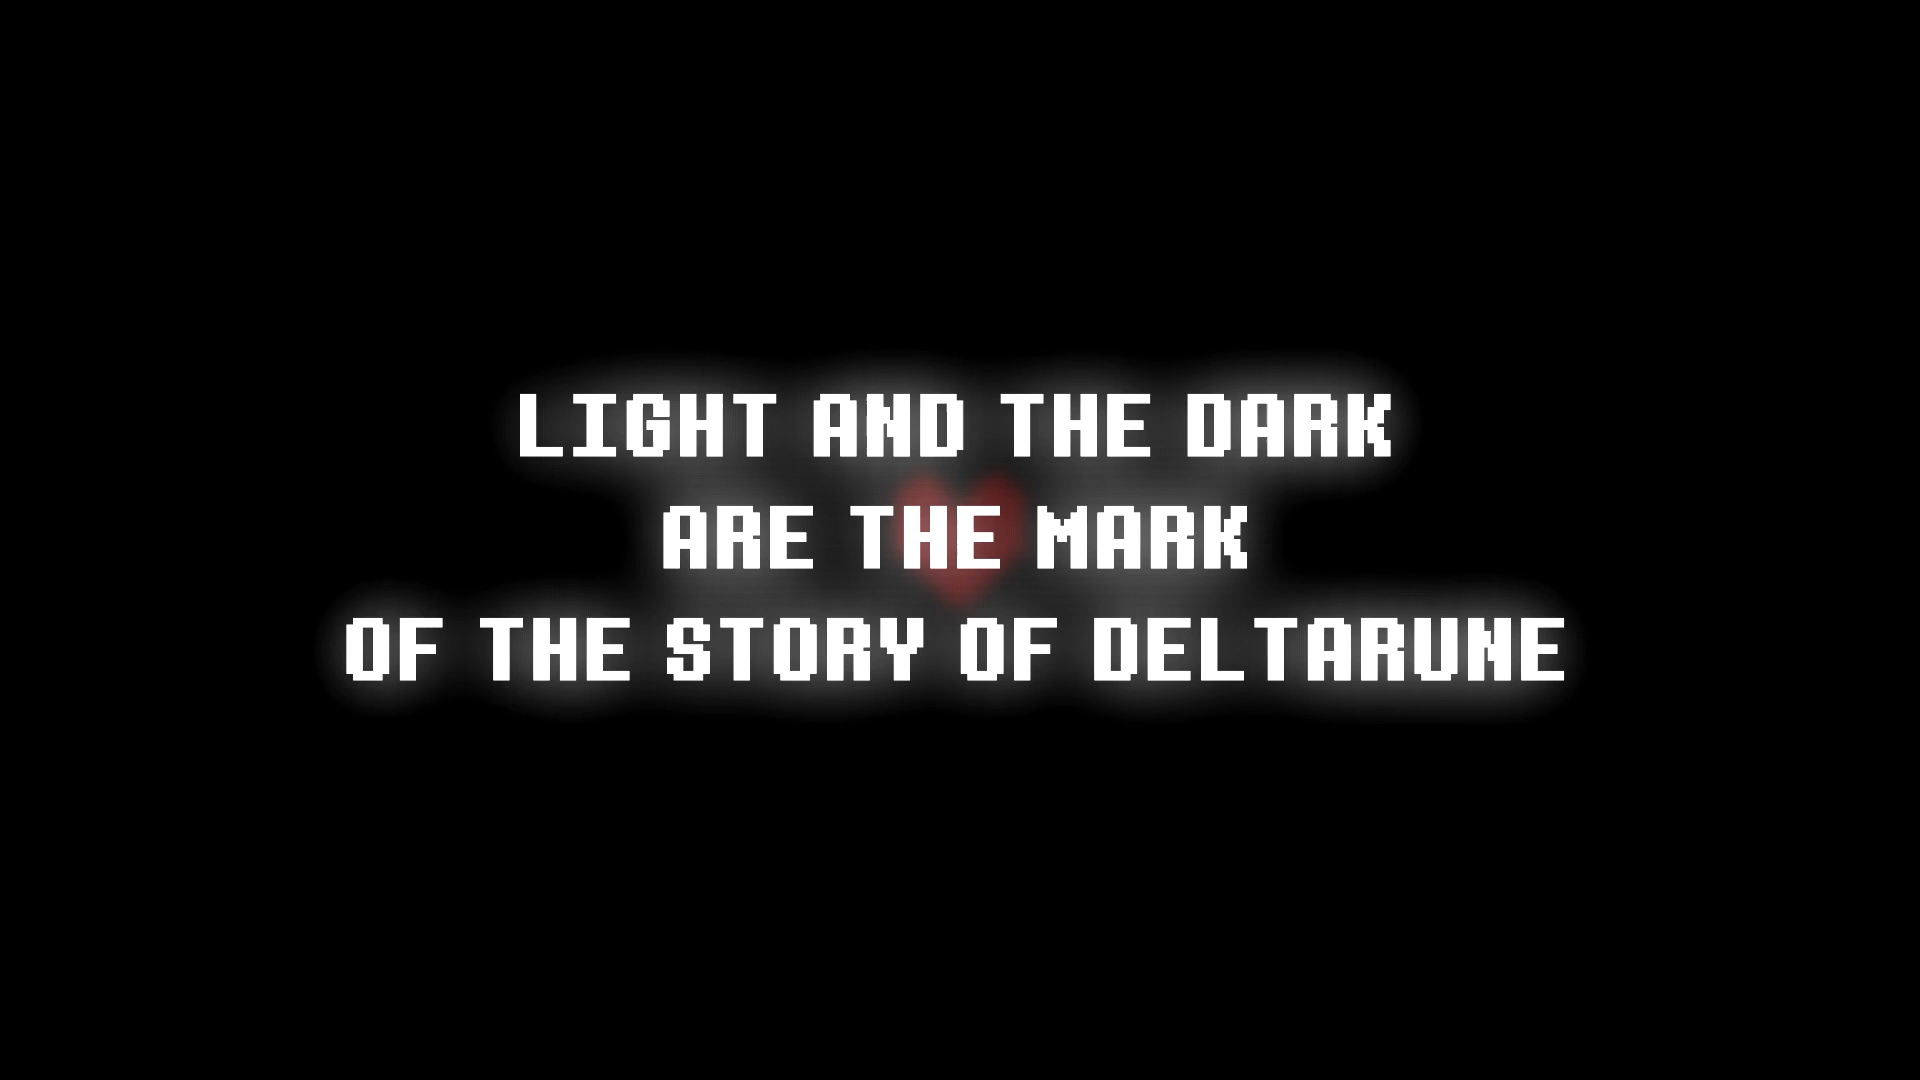 LIGHT AND THE DARK
ARE THE MARK
OF THE STORY OF DELTARUNE